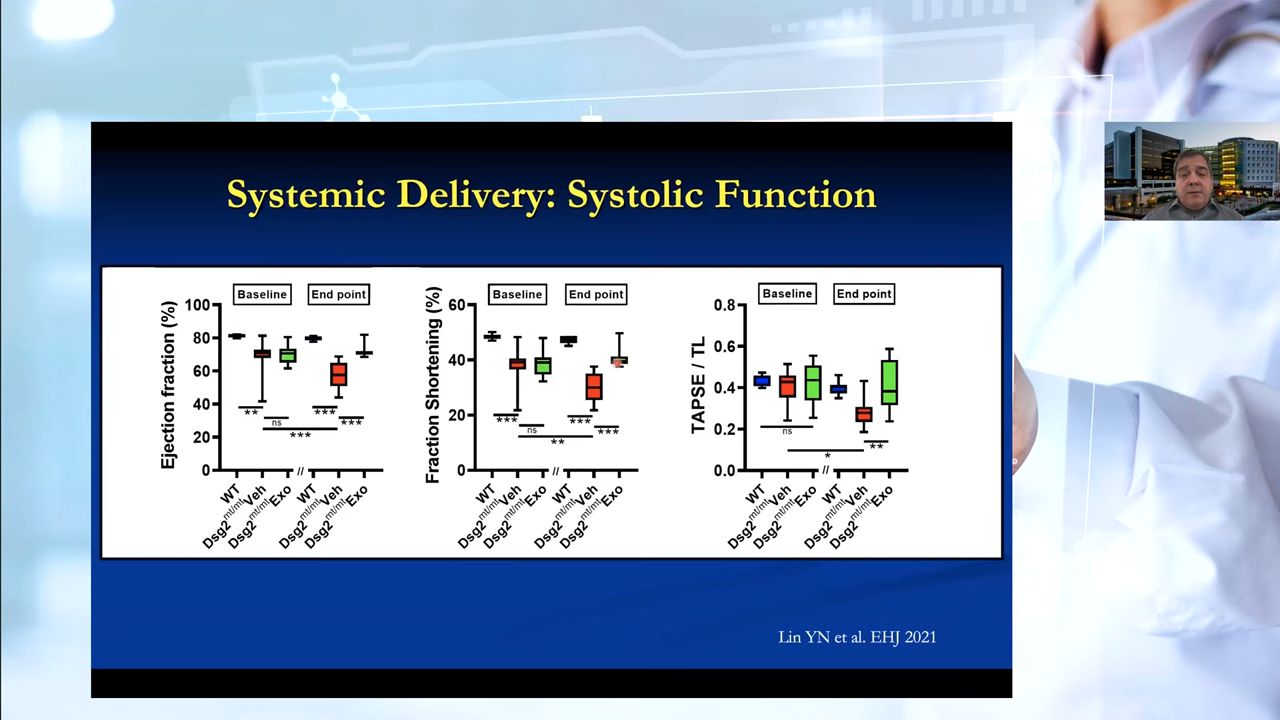 Systemic Delivery: Systolic Function
Baseline
End point
Ejection fraction (%)
100
80
60
40
20
0
**
ns
***
***
***
//
WT
Dsg2mt/mtVeh
Dsg2mt/mtExo
WT
Dsg2mt/mtVeh
Dsg2mt/mtExo
Baseline
End point
Fraction Shortening (%)
60
40
20
0
***
ns
**
***
***
//
WT
Dsg2mt/mtVeh
Dsg2mt/mtExo
WT
Dsg2mt/mtVeh
Dsg2mt/mtExo
Baseline
End point
TAPSE / TL
0.8
0.6
0.4
0.2
0.0
ns
*
**
//
WT
Dsg2mt/mtVeh
Dsg2mt/mtExo
WT
Dsg2mt/mtVeh
Dsg2mt/mtExo
Lin YN et al. EHJ 2021